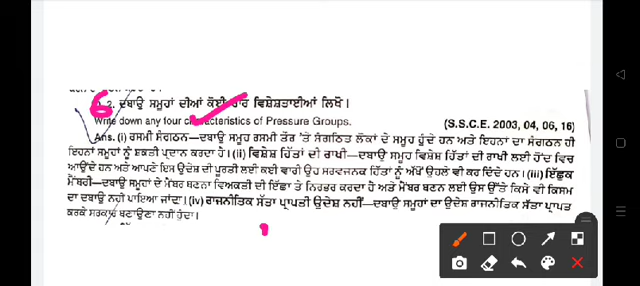 2. ਦਬਾਉ ਸਮੂਹਾਂ ਦੀਆਂ ਕੋਈ ਚਾਰ ਵਿਸ਼ੇਸ਼ਤਾਈਆਂ ਲਿਖੋ।
6
Write down any four characteristics of Pressure Groups.
(S.S.C.E. 2003, 04, 06, 16)
Ans. (i) ਰਸਮੀ ਸੰਗਠਨ—ਦਬਾਉ ਸਮੂਹ ਰਸਮੀ ਤੌਰ 'ਤੇ ਸੰਗਠਿਤ ਲੋਕਾਂ ਦੇ ਸਮੂਹ ਹੁੰਦੇ ਹਨ ਅਤੇ ਇਹਨਾਂ ਦਾ ਸੰਗਠਨ ਹੀ
ਇਹਨਾਂ ਸਮੂਹਾਂ ਨੂੰ ਸ਼ਕਤੀ ਪ੍ਰਦਾਨ ਕਰਦਾ ਹੈ। (ii) ਵਿਸ਼ੇਸ਼ ਹਿੱਤਾਂ ਦੀ ਰਾਖੀ—ਦਬਾਉ ਸਮੂਹ ਵਿਸ਼ੇਸ਼ ਹਿੱਤਾਂ ਦੀ ਰਾਖੀ ਲਈ ਹੋਂਦ ਵਿਚ
ਆਉਂਦੇ ਹਨ ਅਤੇ ਆਪਣੇ ਇਸ ਉਦੇਸ਼ ਦੀ ਪੂਰਤੀ ਲਈ ਕਈ ਵਾਰੀ ਉਹ ਸਰਵਜਨਕ ਹਿੱਤਾਂ ਨੂੰ ਅੱਖੋਂ ਉਹਲੇ ਵੀ ਕਰ ਦਿੰਦੇ ਹਨ। (iii) ਇੱਛੁਕ
ਮੈਂਬਰੀ—ਦਬਾਉ ਸਮੂਹਾਂ ਦੇ ਮੈਂਬਰ ਬਣਨਾ ਵਿਅਕਤੀ ਦੀ ਇੱਛਾ ਤੇ ਨਿਰਭਰ ਕਰਦਾ ਹੈ ਅਤੇ ਮੈਂਬਰ ਬਣਨ ਲਈ ਉਸ ਉੱਤੇ ਕਿਸੇ ਵੀ ਕਿਸਮ
ਦਾ ਦਬਾਉ ਨਹੀਂ ਪਾਇਆ ਜਾਂਦਾ। (iv) ਰਾਜਨੀਤਿਕ ਸੱਤਾ ਪ੍ਰਾਪਤੀ ਉਦੇਸ਼ ਨਹੀਂ—ਦਬਾਉ ਸਮੂਹਾਂ ਦਾ ਉਦੇਸ਼ ਰਾਜਨੀਤਿਕ ਸੱਤਾ ਪ੍ਰਾਪਤ
ਕਰਕੇ ਸਰਕਾਰ ਬਣਾਉਣਾ ਨਹੀਂ ਹੁੰਦਾ।